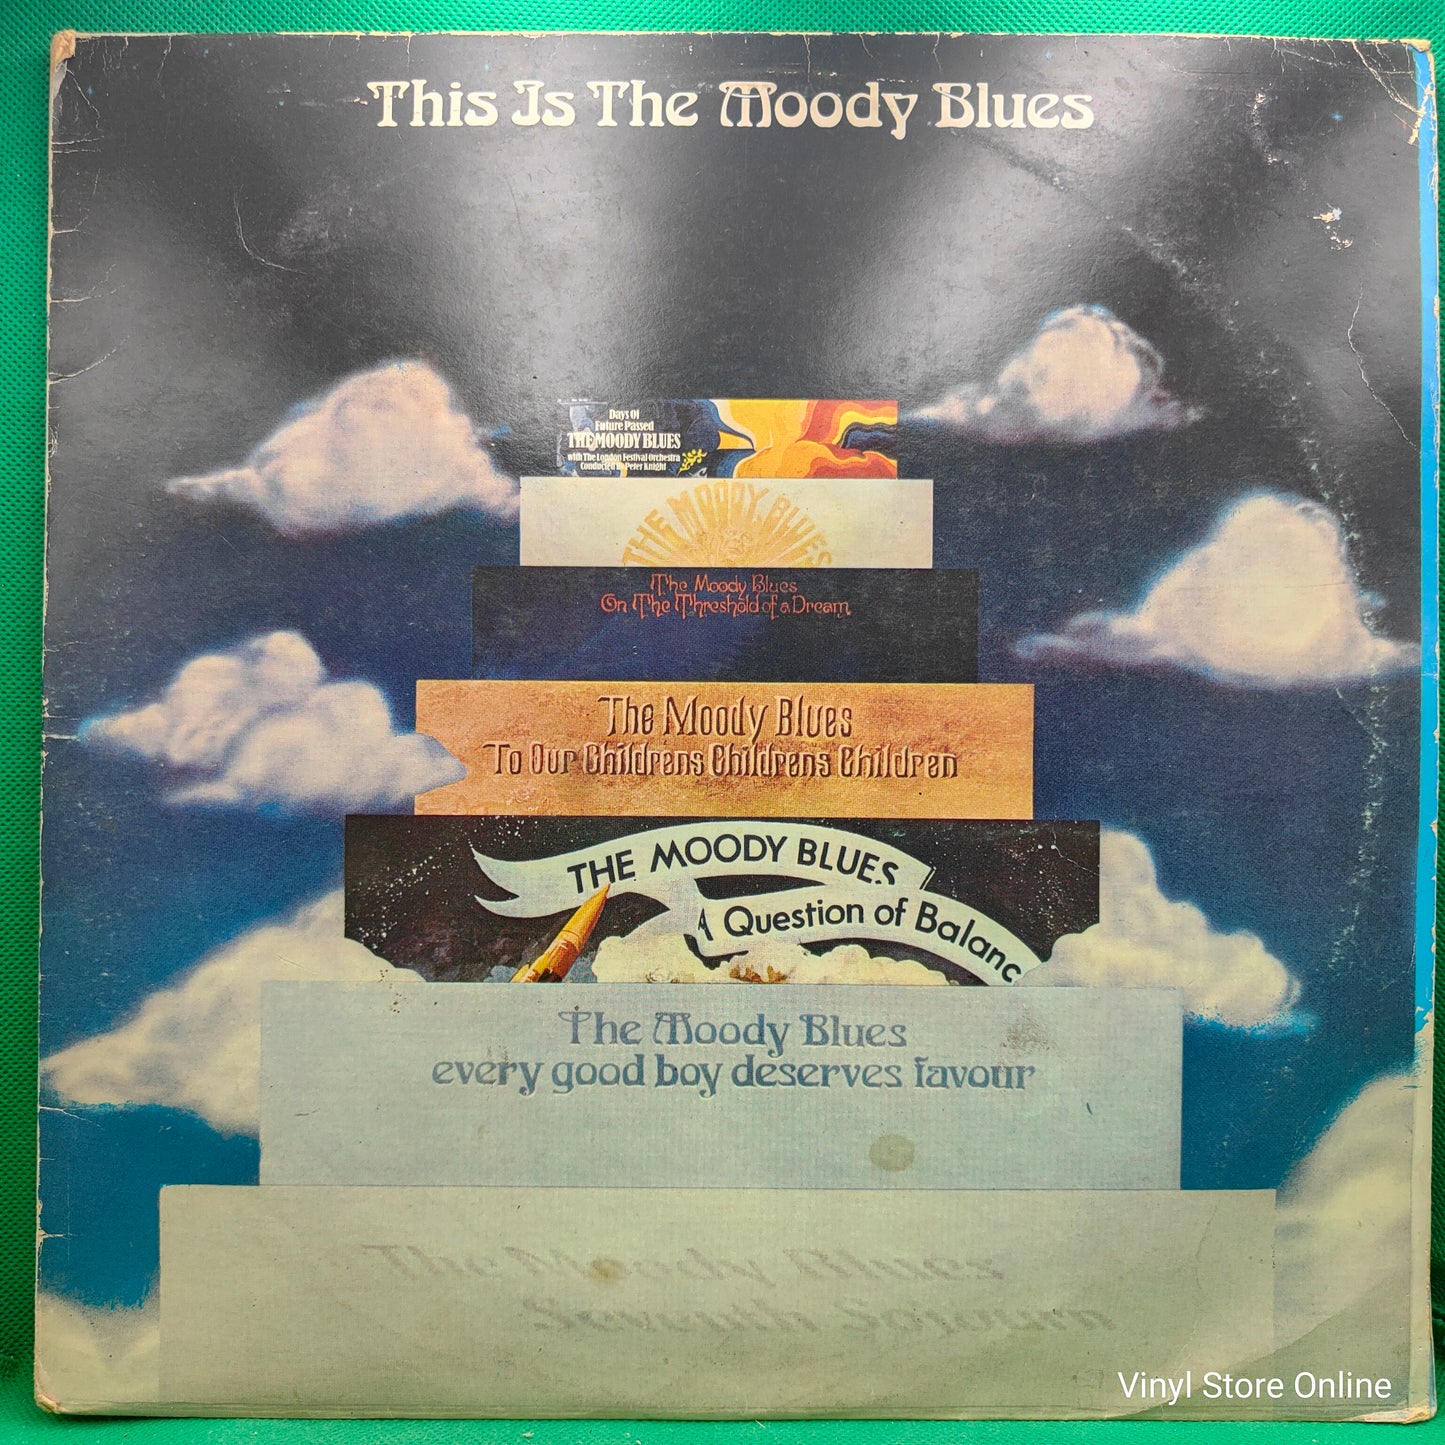 This Is The Moody Blues
Days Of
Future Passed
THE MOODY BLUES
with The London Festival Orchestra
Conducted by Peter Knight
THE MOODY BLUES
The Moody Blues
On The Threshold of a Dream
The Moody Blues
To Our Childrens Childrens Children
THE MOODY BLUES
A Question of Balanc
The Moody Blues
every good boy deserves favour
The Moody Blues
Seventh Sojourn
Vinyl Store Online